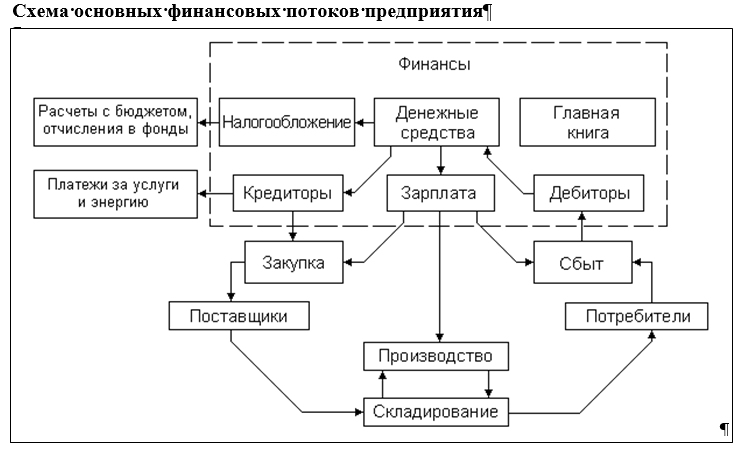 Схема·основных·финансовых·потоков·предприятия¶
Финансы
Расчеты с бюджетом,
отчисления в фонды
Налогообложение
Денежные
средства
Главная
книга
Платежи за услуги
и энергию
Кредиторы
Зарплата
Дебиторы
Закупка
Сбыт
Поставщики
Потребители
Производство
Складирование
¶